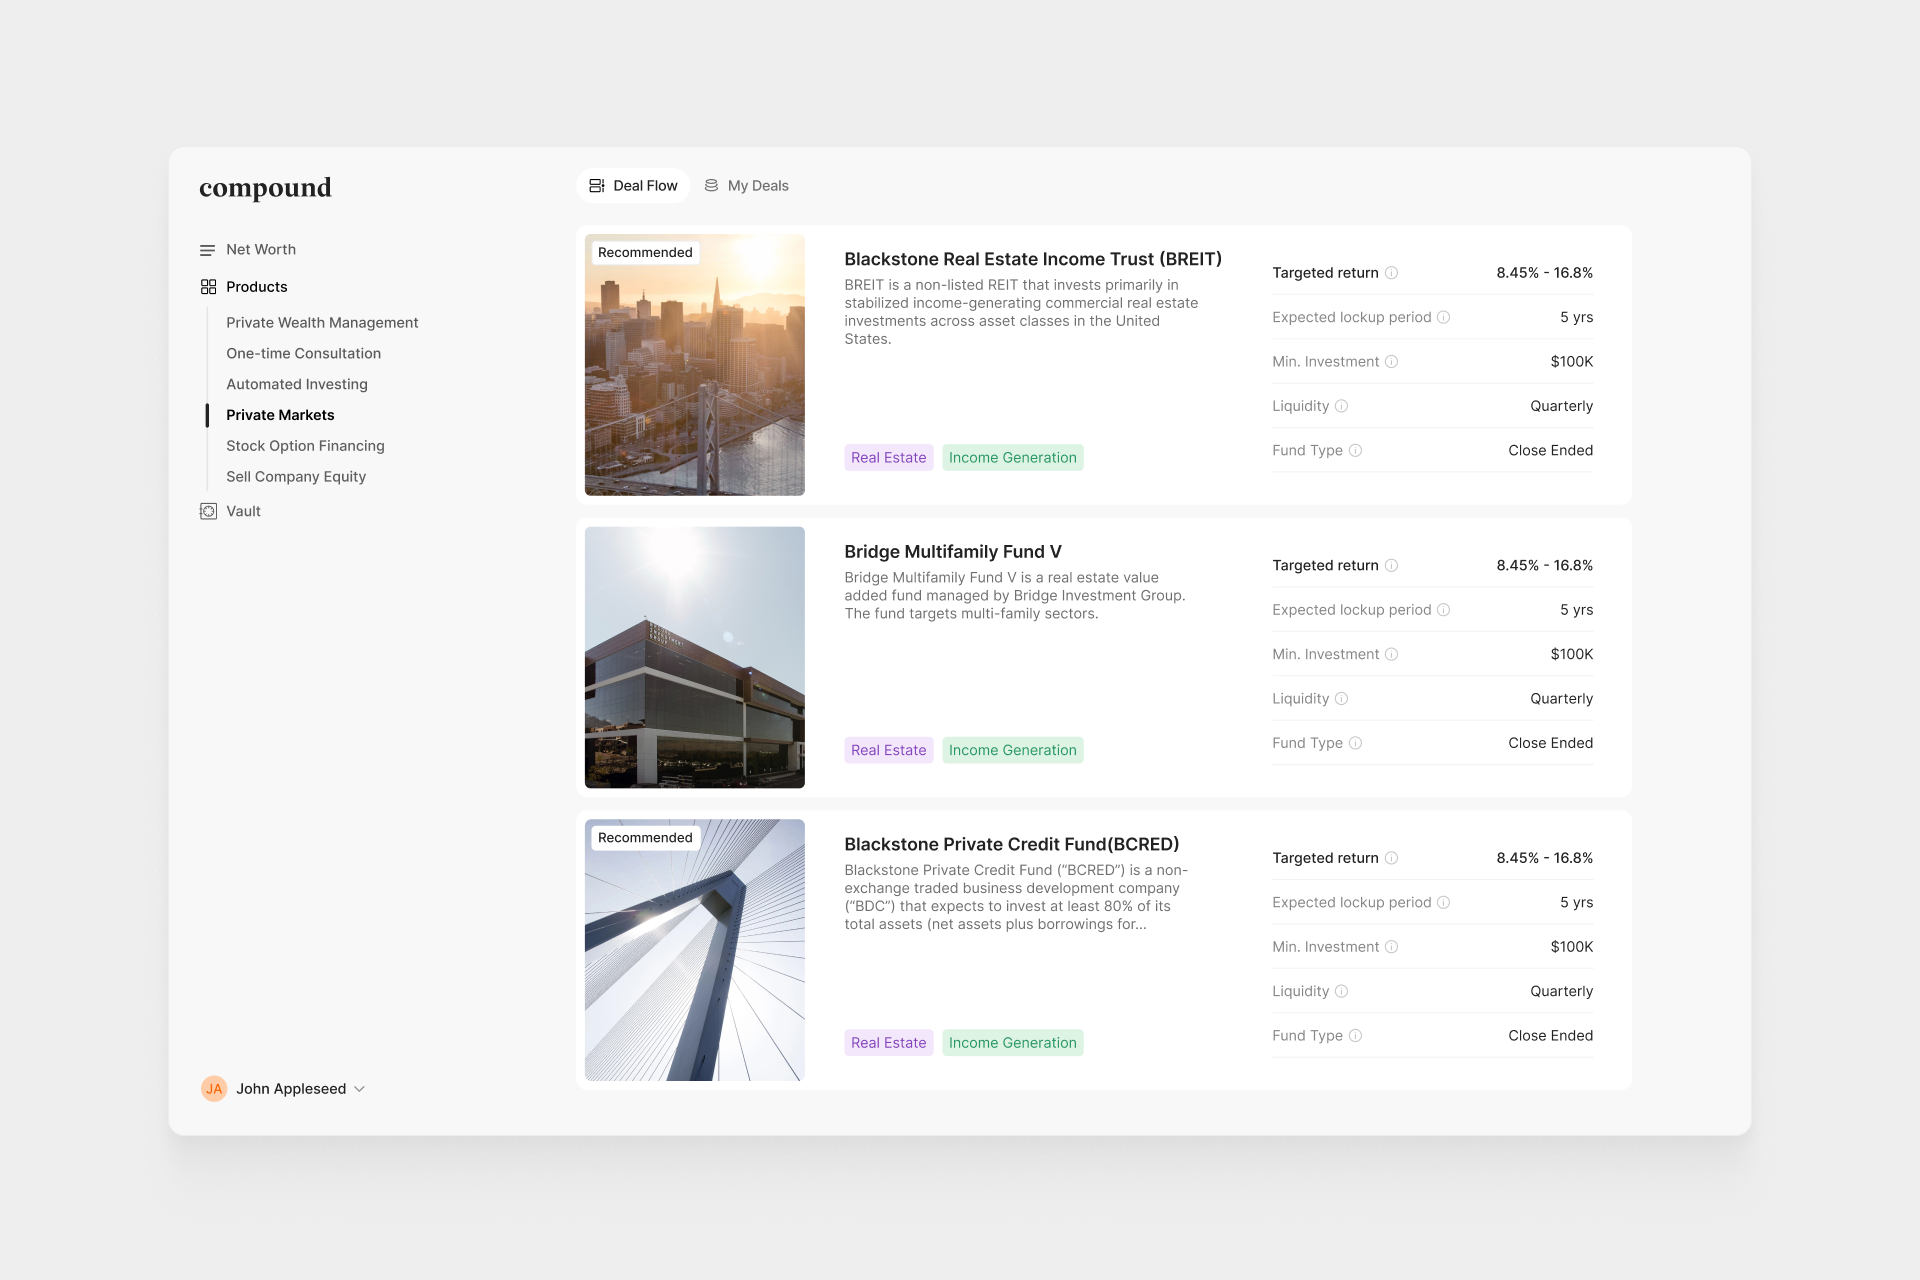 compound
Net Worth
Products
Private Wealth Management
One-time Consultation
Automated Investing
Private Markets
Stock Option Financing
Sell Company Equity
Vault
JA
John Appleseed
Deal Flow
My Deals
Recommended
Blackstone Real Estate Income Trust (BREIT)
BREIT is a non-listed REIT that invests primarily in
stabilized income-generating commercial real estate
investments across asset classes in the United
States.
Real Estate
Income Generation
Targeted return 8.45% - 16.8%
Expected lockup period 5 yrs
Min. Investment $100K
Liquidity Quarterly
Fund Type Close Ended
Bridge Multifamily Fund V
Bridge Multifamily Fund V is a real estate value
added fund managed by Bridge Investment Group.
The fund targets multi-family sectors.
Real Estate
Income Generation
Targeted return 8.45% - 16.8%
Expected lockup period 5 yrs
Min. Investment $100K
Liquidity Quarterly
Fund Type Close Ended
Recommended
Blackstone Private Credit Fund(BCRED)
Blackstone Private Credit Fund (“BCRED”) is a non-
exchange traded business development company
(“BDC”) that expects to invest at least 80% of its
total assets (net assets plus borrowings for...
Real Estate
Income Generation
Targeted return 8.45% - 16.8%
Expected lockup period 5 yrs
Min. Investment $100K
Liquidity Quarterly
Fund Type Close Ended